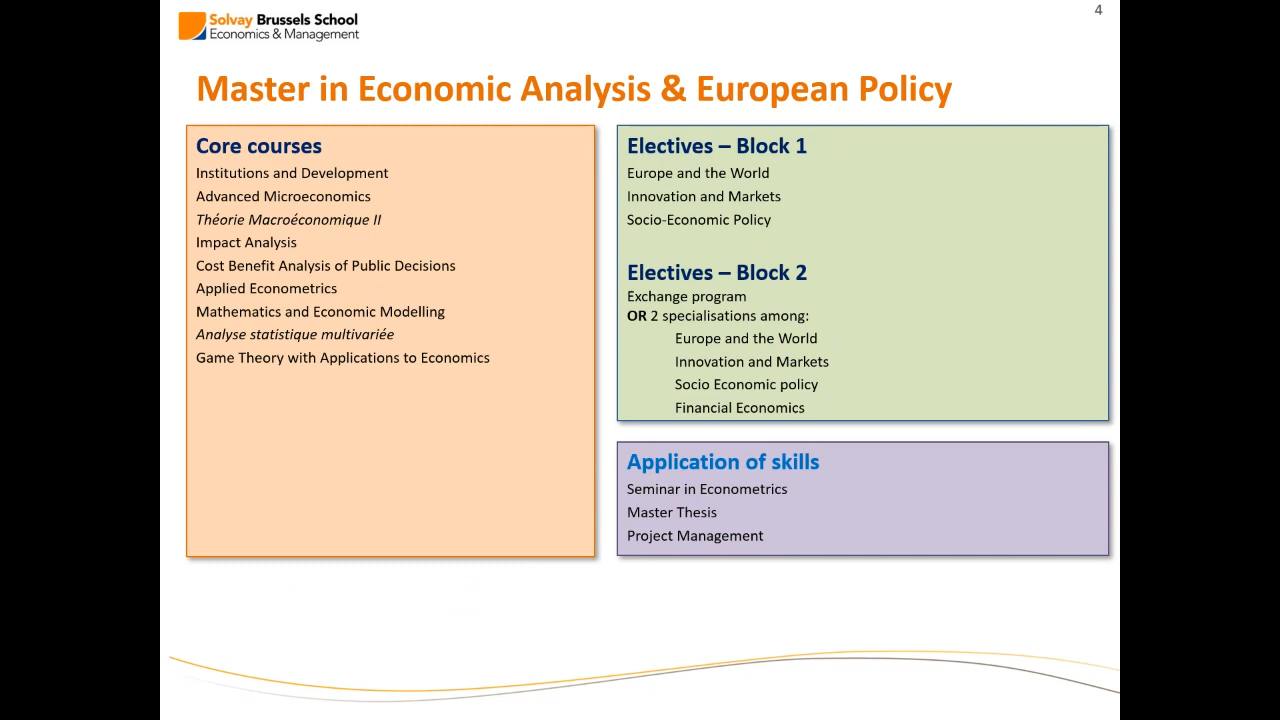 Solvay Brussels School
Economics & Management
4
Master in Economic Analysis & European Policy
Core courses
Institutions and Development
Advanced Microeconomics
Théorie Macroéconomique II
Impact Analysis
Cost Benefit Analysis of Public Decisions
Applied Econometrics
Mathematics and Economic Modelling
Analyse statistique multivariée
Game Theory with Applications to Economics
Electives – Block 1
Europe and the World
Innovation and Markets
Socio-Economic Policy
Electives – Block 2
Exchange program
OR 2 specialisations among:
Europe and the World
Innovation and Markets
Socio Economic policy
Financial Economics
Application of skills
Seminar in Econometrics
Master Thesis
Project Management